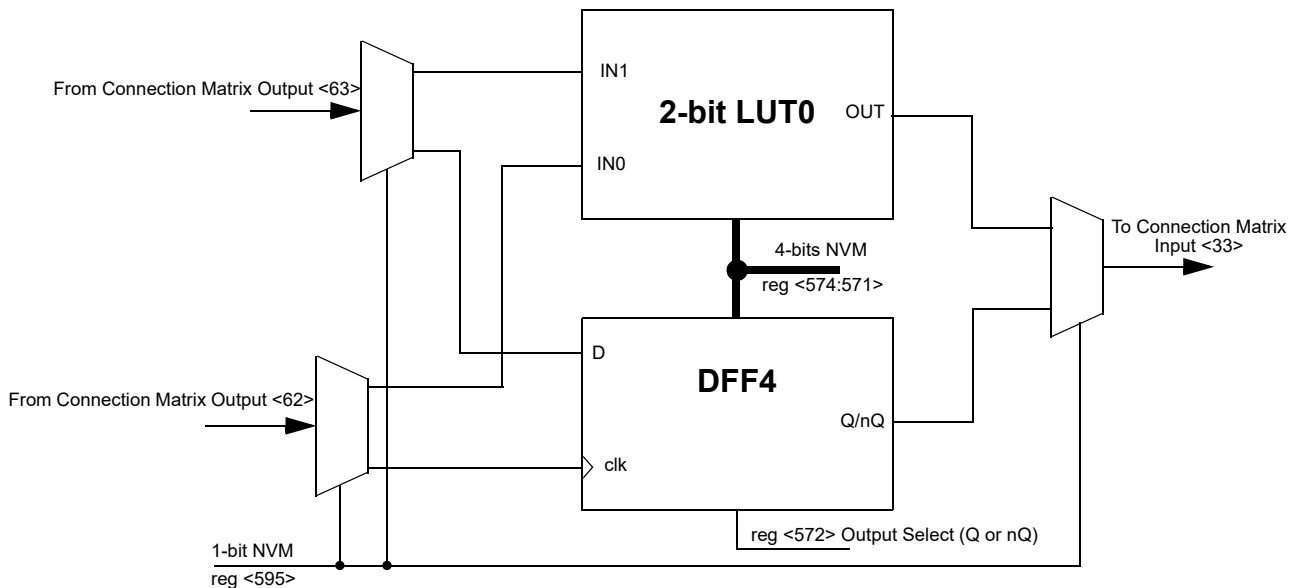 From Connection Matrix Output <63>
IN1
2-bit LUT0
OUT
IN0
To Connection Matrix
Input <33>
4-bits NVM
reg <574:571>
D
DFF4
From Connection Matrix Output <62>
Q/nQ
clk
reg <572> Output Select (Q or nQ)
1-bit NVM
reg <595>